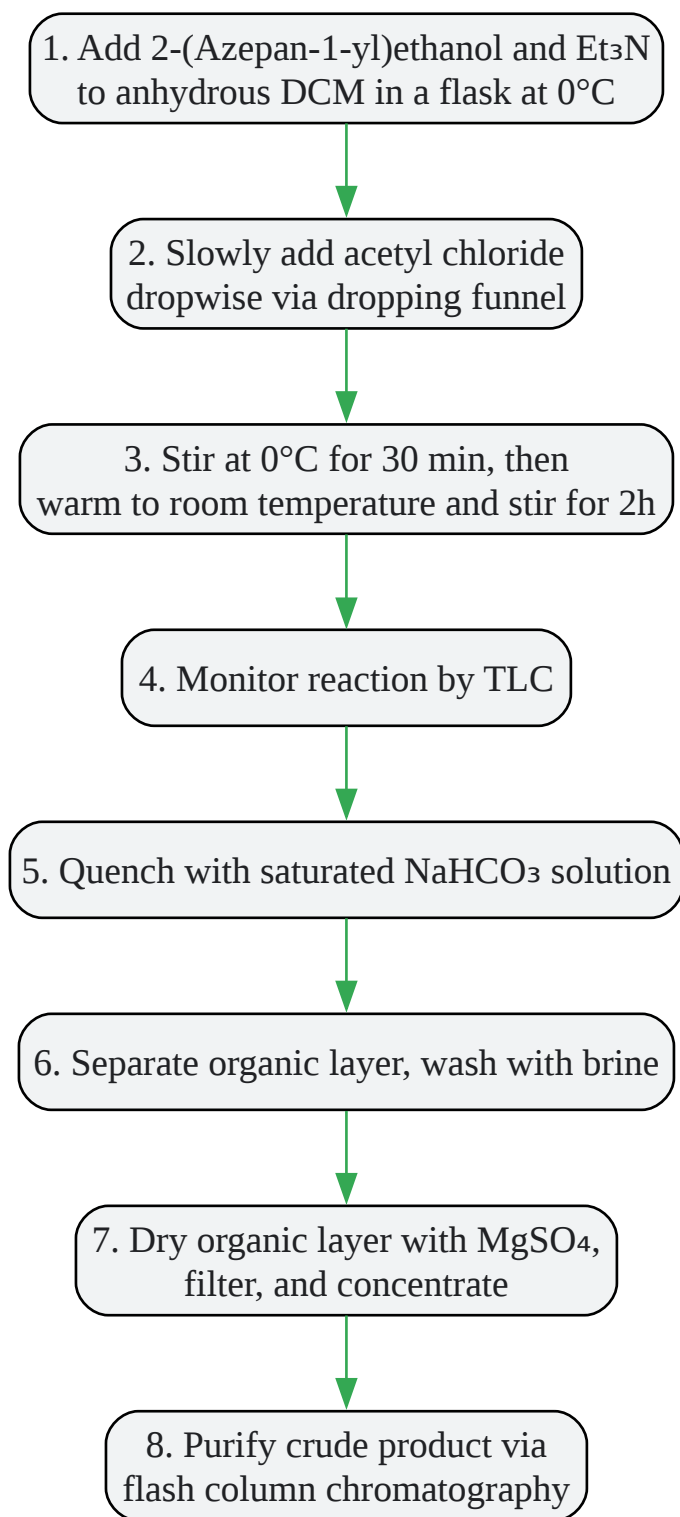 1. Add 2-(Azepan-1-yl)ethanol and Et₃N
to anhydrous DCM in a flask at 0°C
2. Slowly add acetyl chloride
dropwise via dropping funnel
3. Stir at 0°C for 30 min, then
warm to room temperature and stir for 2h
4. Monitor reaction by TLC
5. Quench with saturated NaHCO₃ solution
6. Separate organic layer, wash with brine
7. Dry organic layer with MgSO₄,
filter, and concentrate
8. Purify crude product via
flash column chromatography